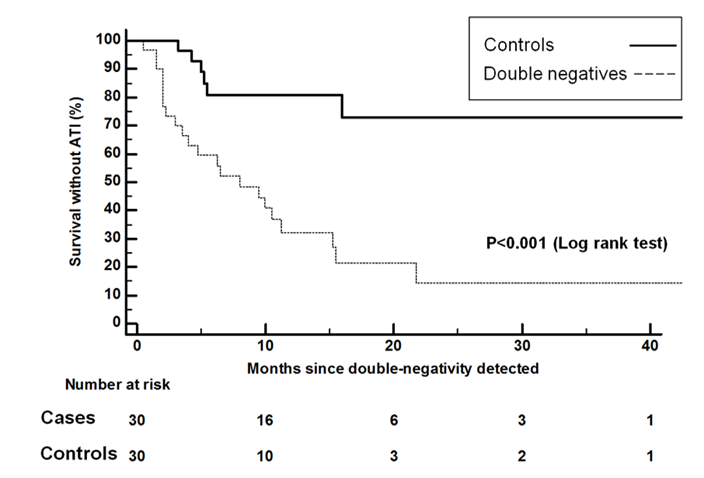 Controls
Double negatives
100
90
80
70
60
50
40
30
20
10
0
Survival without ATI (%)
P<0.001 (Log rank test)
0 10 20 30 40
Months since double-negativity detected
Number at risk
Cases 30 16 6 3 1
Controls 30 10 3 2 1